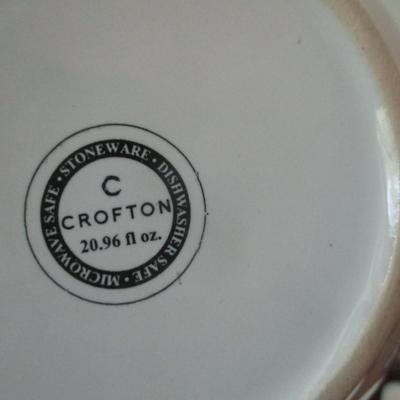 STONEWARE · DISHWASHER SAFE · MICROWAVE SAFE ·
C
CROFTON
20.96 fl oz.